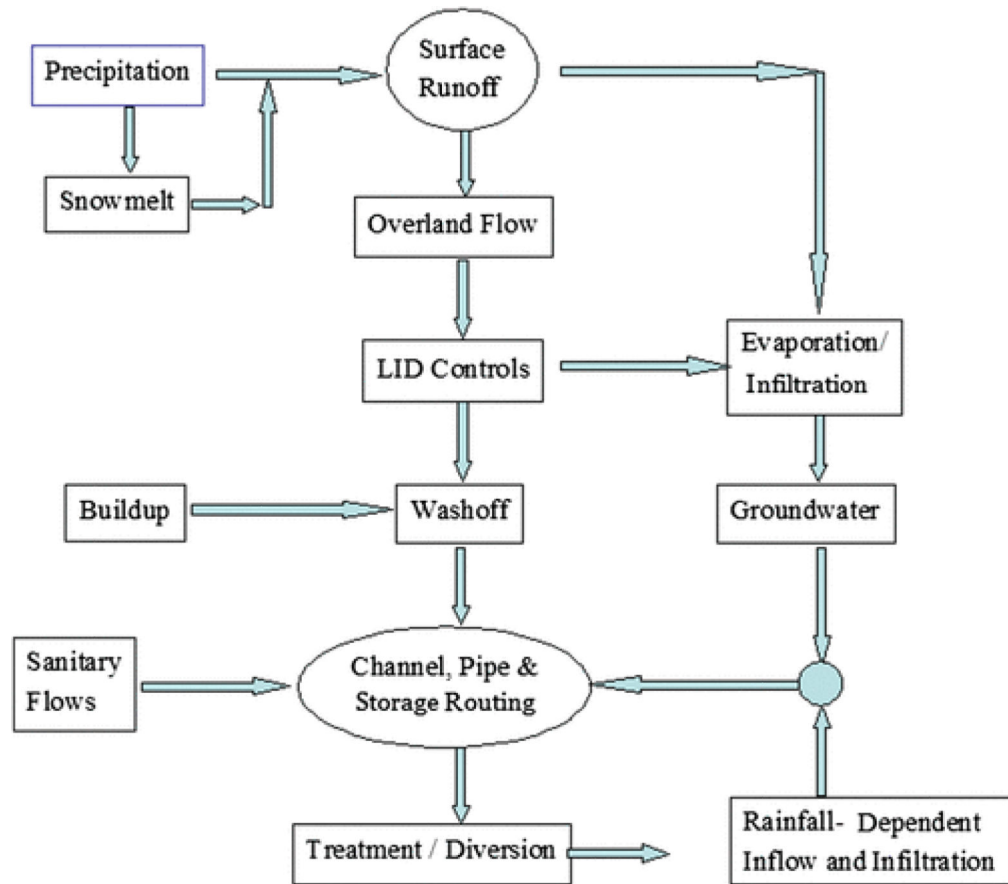 Precipitation
Surface
Runoff
Snowmelt
Overland Flow
LID Controls
Evaporation/
Infiltration
Buildup
Washoff
Groundwater
Sanitary
Flows
Channel, Pipe &
Storage Routing
Treatment / Diversion
Rainfall- Dependent
Inflow and Infiltration